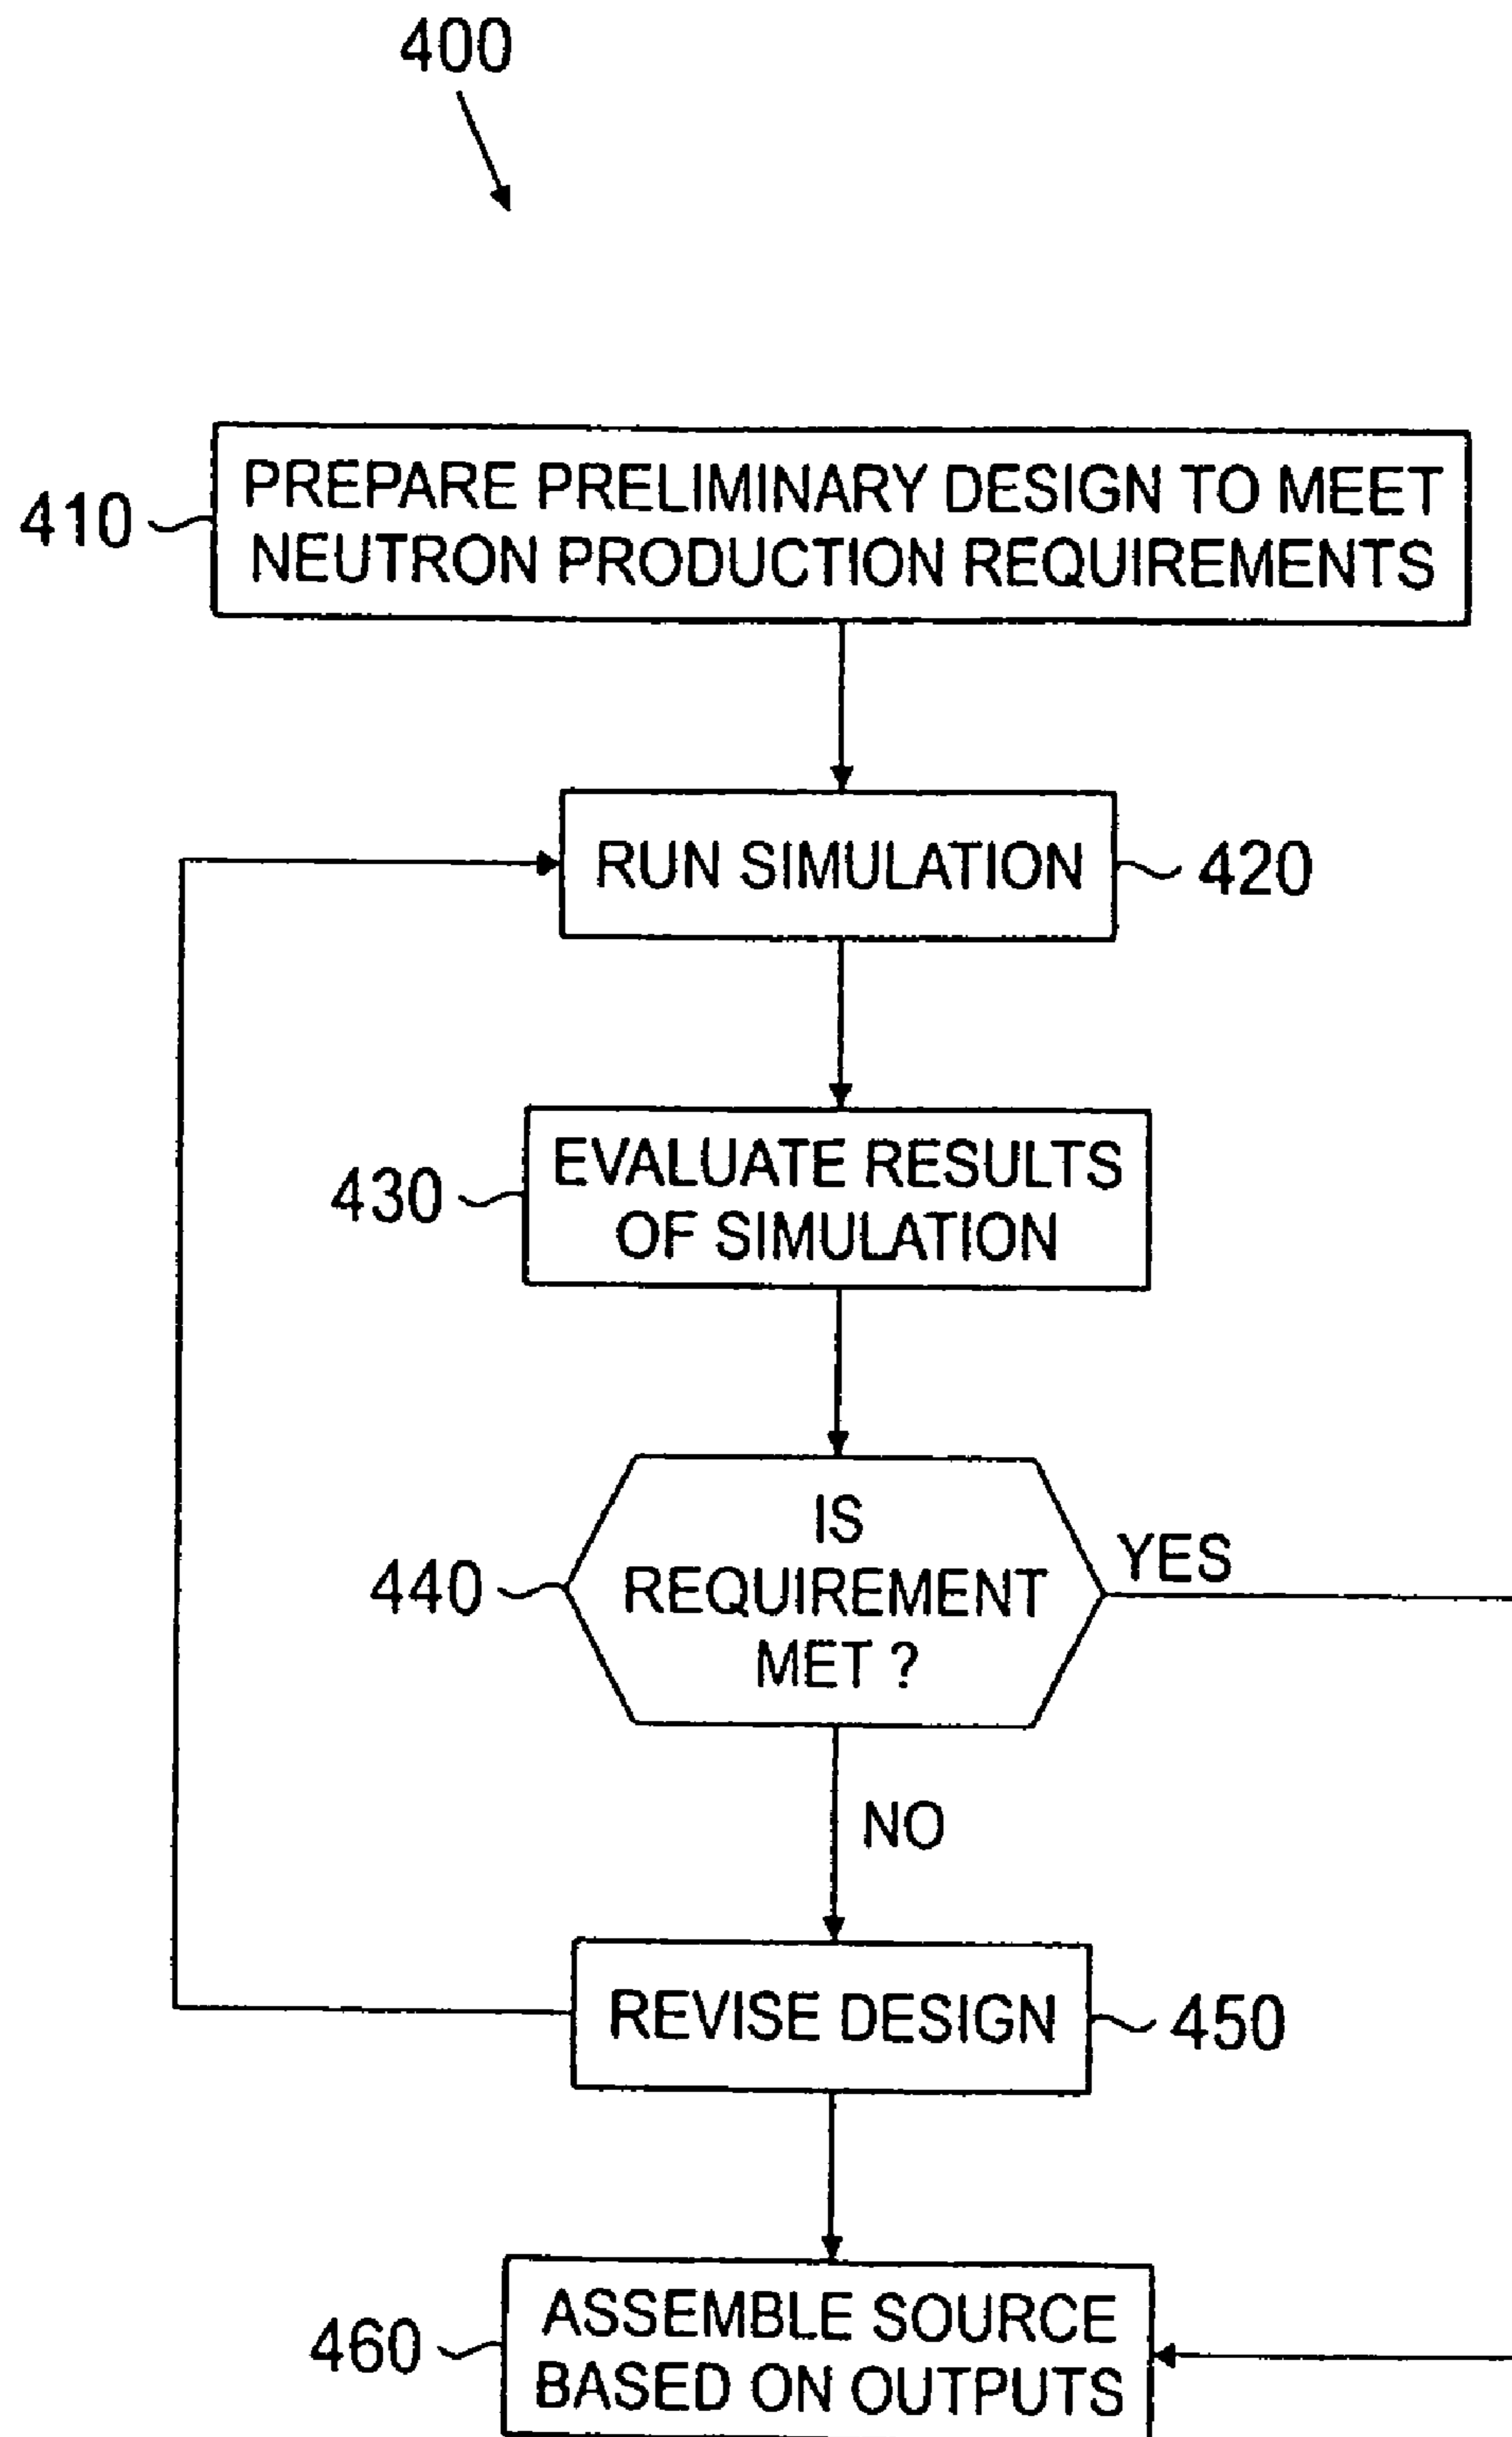 400
410
PREPARE PRELIMINARY DESIGN TO MEET
NEUTRON PRODUCTION REQUIREMENTS
RUN SIMULATION
420
430
EVALUATE RESULTS
OF SIMULATION
440
IS
REQUIREMENT
MET ?
YES
NO
REVISE DESIGN
450
460
ASSEMBLE SOURCE
BASED ON OUTPUTS